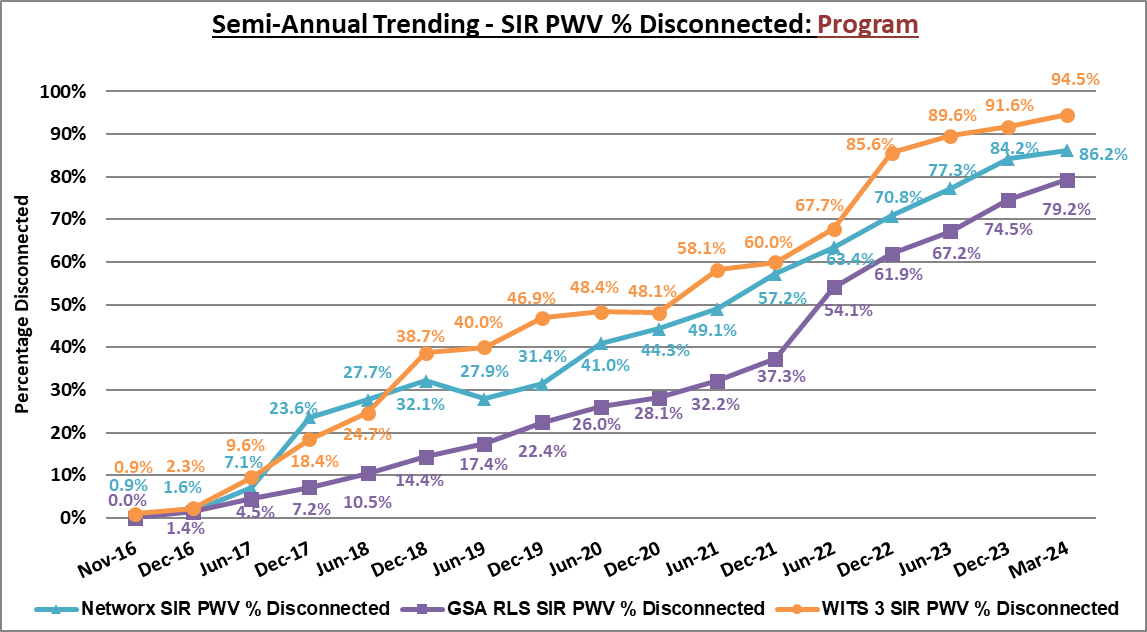 Semi-Annual Trending - SIR PWV % Disconnected: Program
Percentage Disconnected
100%
90%
80%
70%
60%
50%
40%
30%
20%
10%
0%
94.5%
91.6%
89.6%
85.6%
67.7%
60.0%
58.1%
48.1%
48.4%
46.9%
40.0%
38.7%
24.7%
18.4%
9.6%
2.3%
0.9%
86.2%
84.2%
77.3%
70.8%
63.4%
57.2%
49.1%
44.3%
41.0%
31.4%
27.9%
32.1%
27.7%
23.6%
7.1%
1.6%
0.9%
79.2%
74.5%
67.2%
61.9%
54.1%
37.3%
32.2%
28.1%
26.0%
22.4%
17.4%
14.4%
10.5%
7.2%
4.5%
1.4%
0.0%
Nov-16
Dec-16
Jun-17
Dec-17
Jun-18
Dec-18
Jun-19
Dec-19
Jun-20
Dec-20
Jun-21
Dec-21
Jun-22
Dec-22
Jun-23
Dec-23
Mar-24
Networx SIR PWV % Disconnected
GSA RLS SIR PWV % Disconnected
WITS 3 SIR PWV % Disconnected